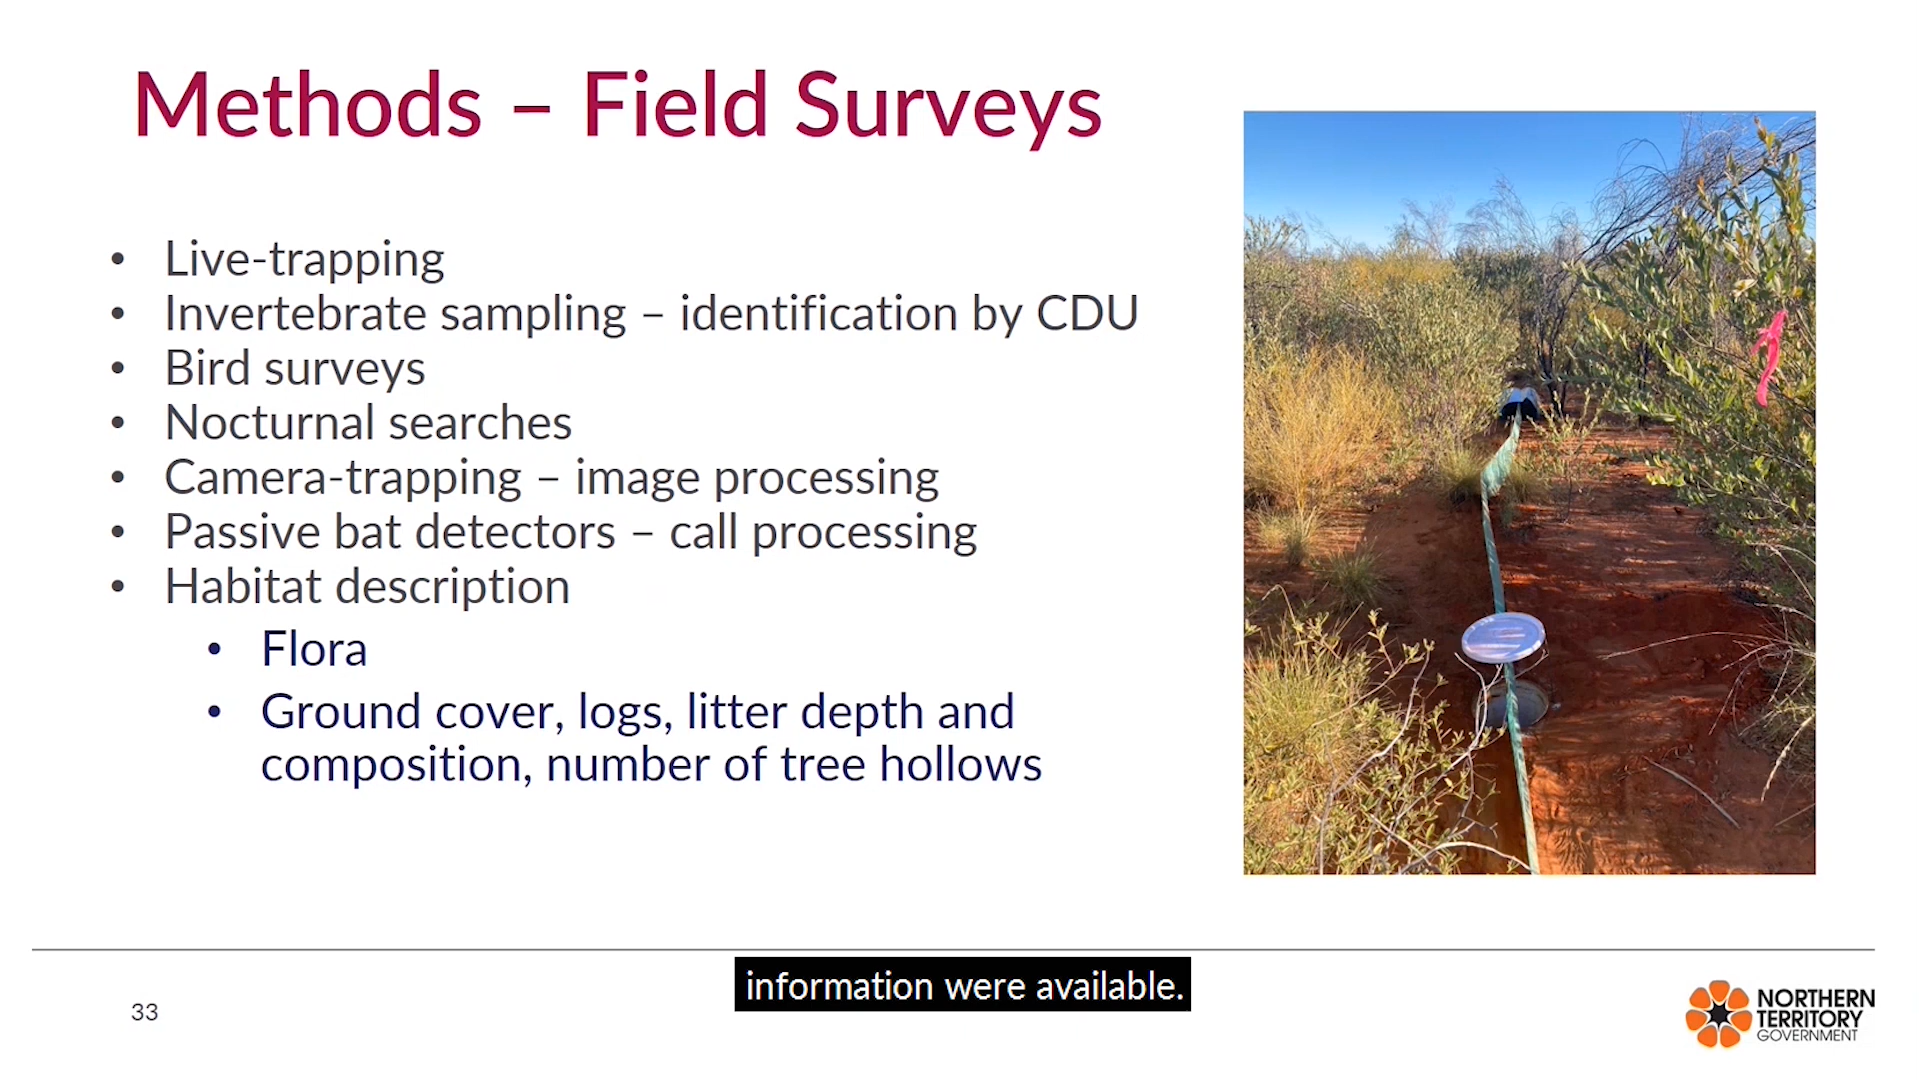 Methods – Field Surveys
• Live-trapping
• Invertebrate sampling – identification by CDU
• Bird surveys
• Nocturnal searches
• Camera-trapping – image processing
• Passive bat detectors – call processing
• Habitat description
• Flora
• Ground cover, logs, litter depth and
composition, number of tree hollows
information were available.
33
NORTHERN
TERRITORY
GOVERNMENT